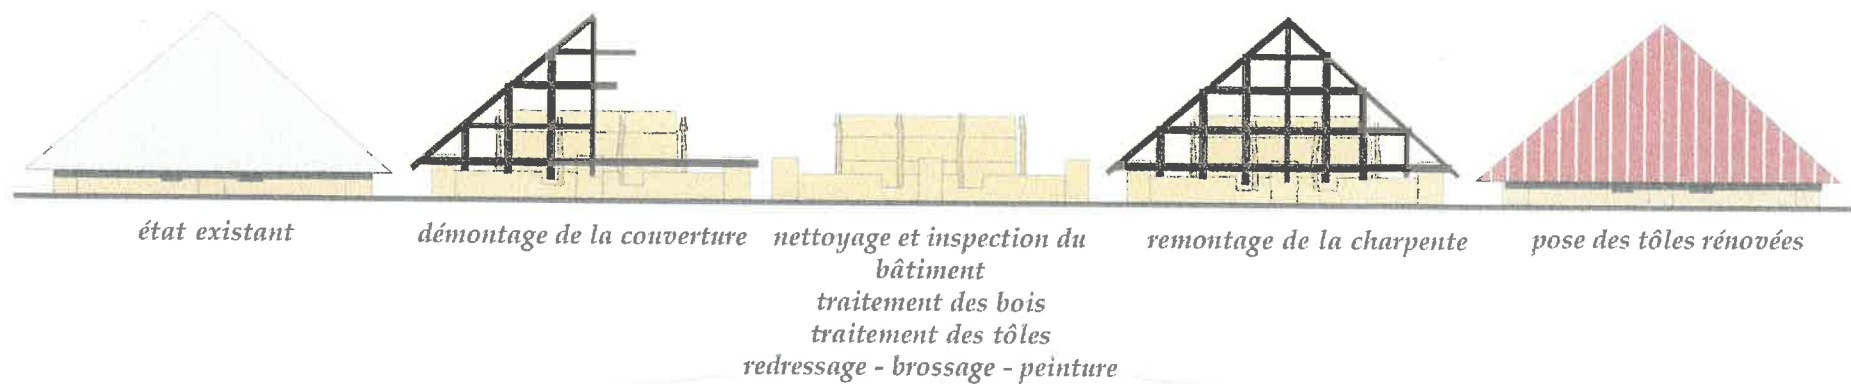 état existant
démontage de la couverture
nettoyage et inspection du
bâtiment
traitement des bois
traitement des tôles
redressage - brossage - peinture
remontage de la charpente
pose des tôles rénovées